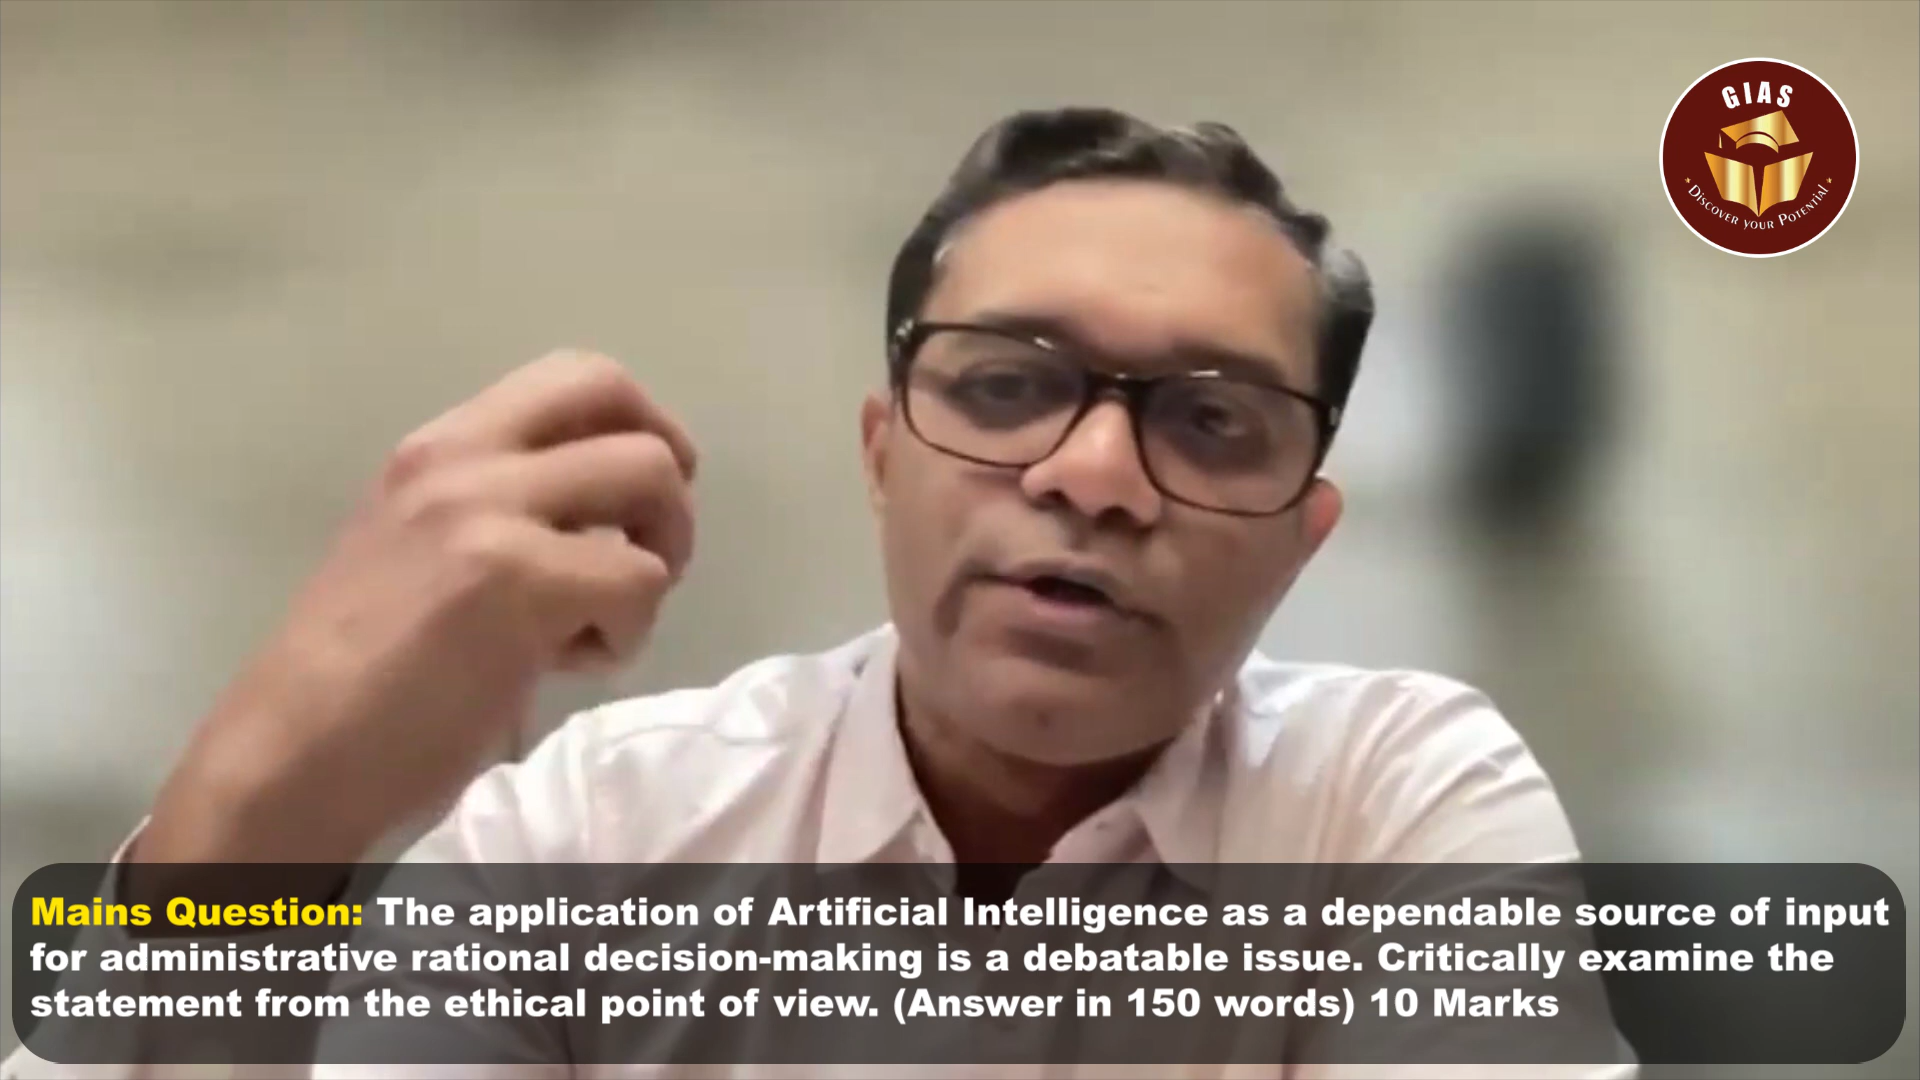 GIAS
DISCOVER YOUR POTENTIAL
Mains Question: The application of Artificial Intelligence as a dependable source of input
for administrative rational decision-making is a debatable issue. Critically examine the
statement from the ethical point of view. (Answer in 150 words) 10 Marks